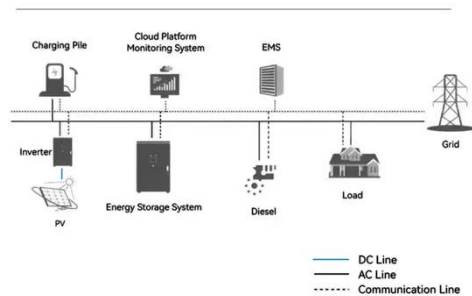 Charging Pile
Cloud Platform
Monitoring System
EMS
Grid
Inverter
PV
Energy Storage System
Diesel
Load
DC Line
AC Line
Communication Line